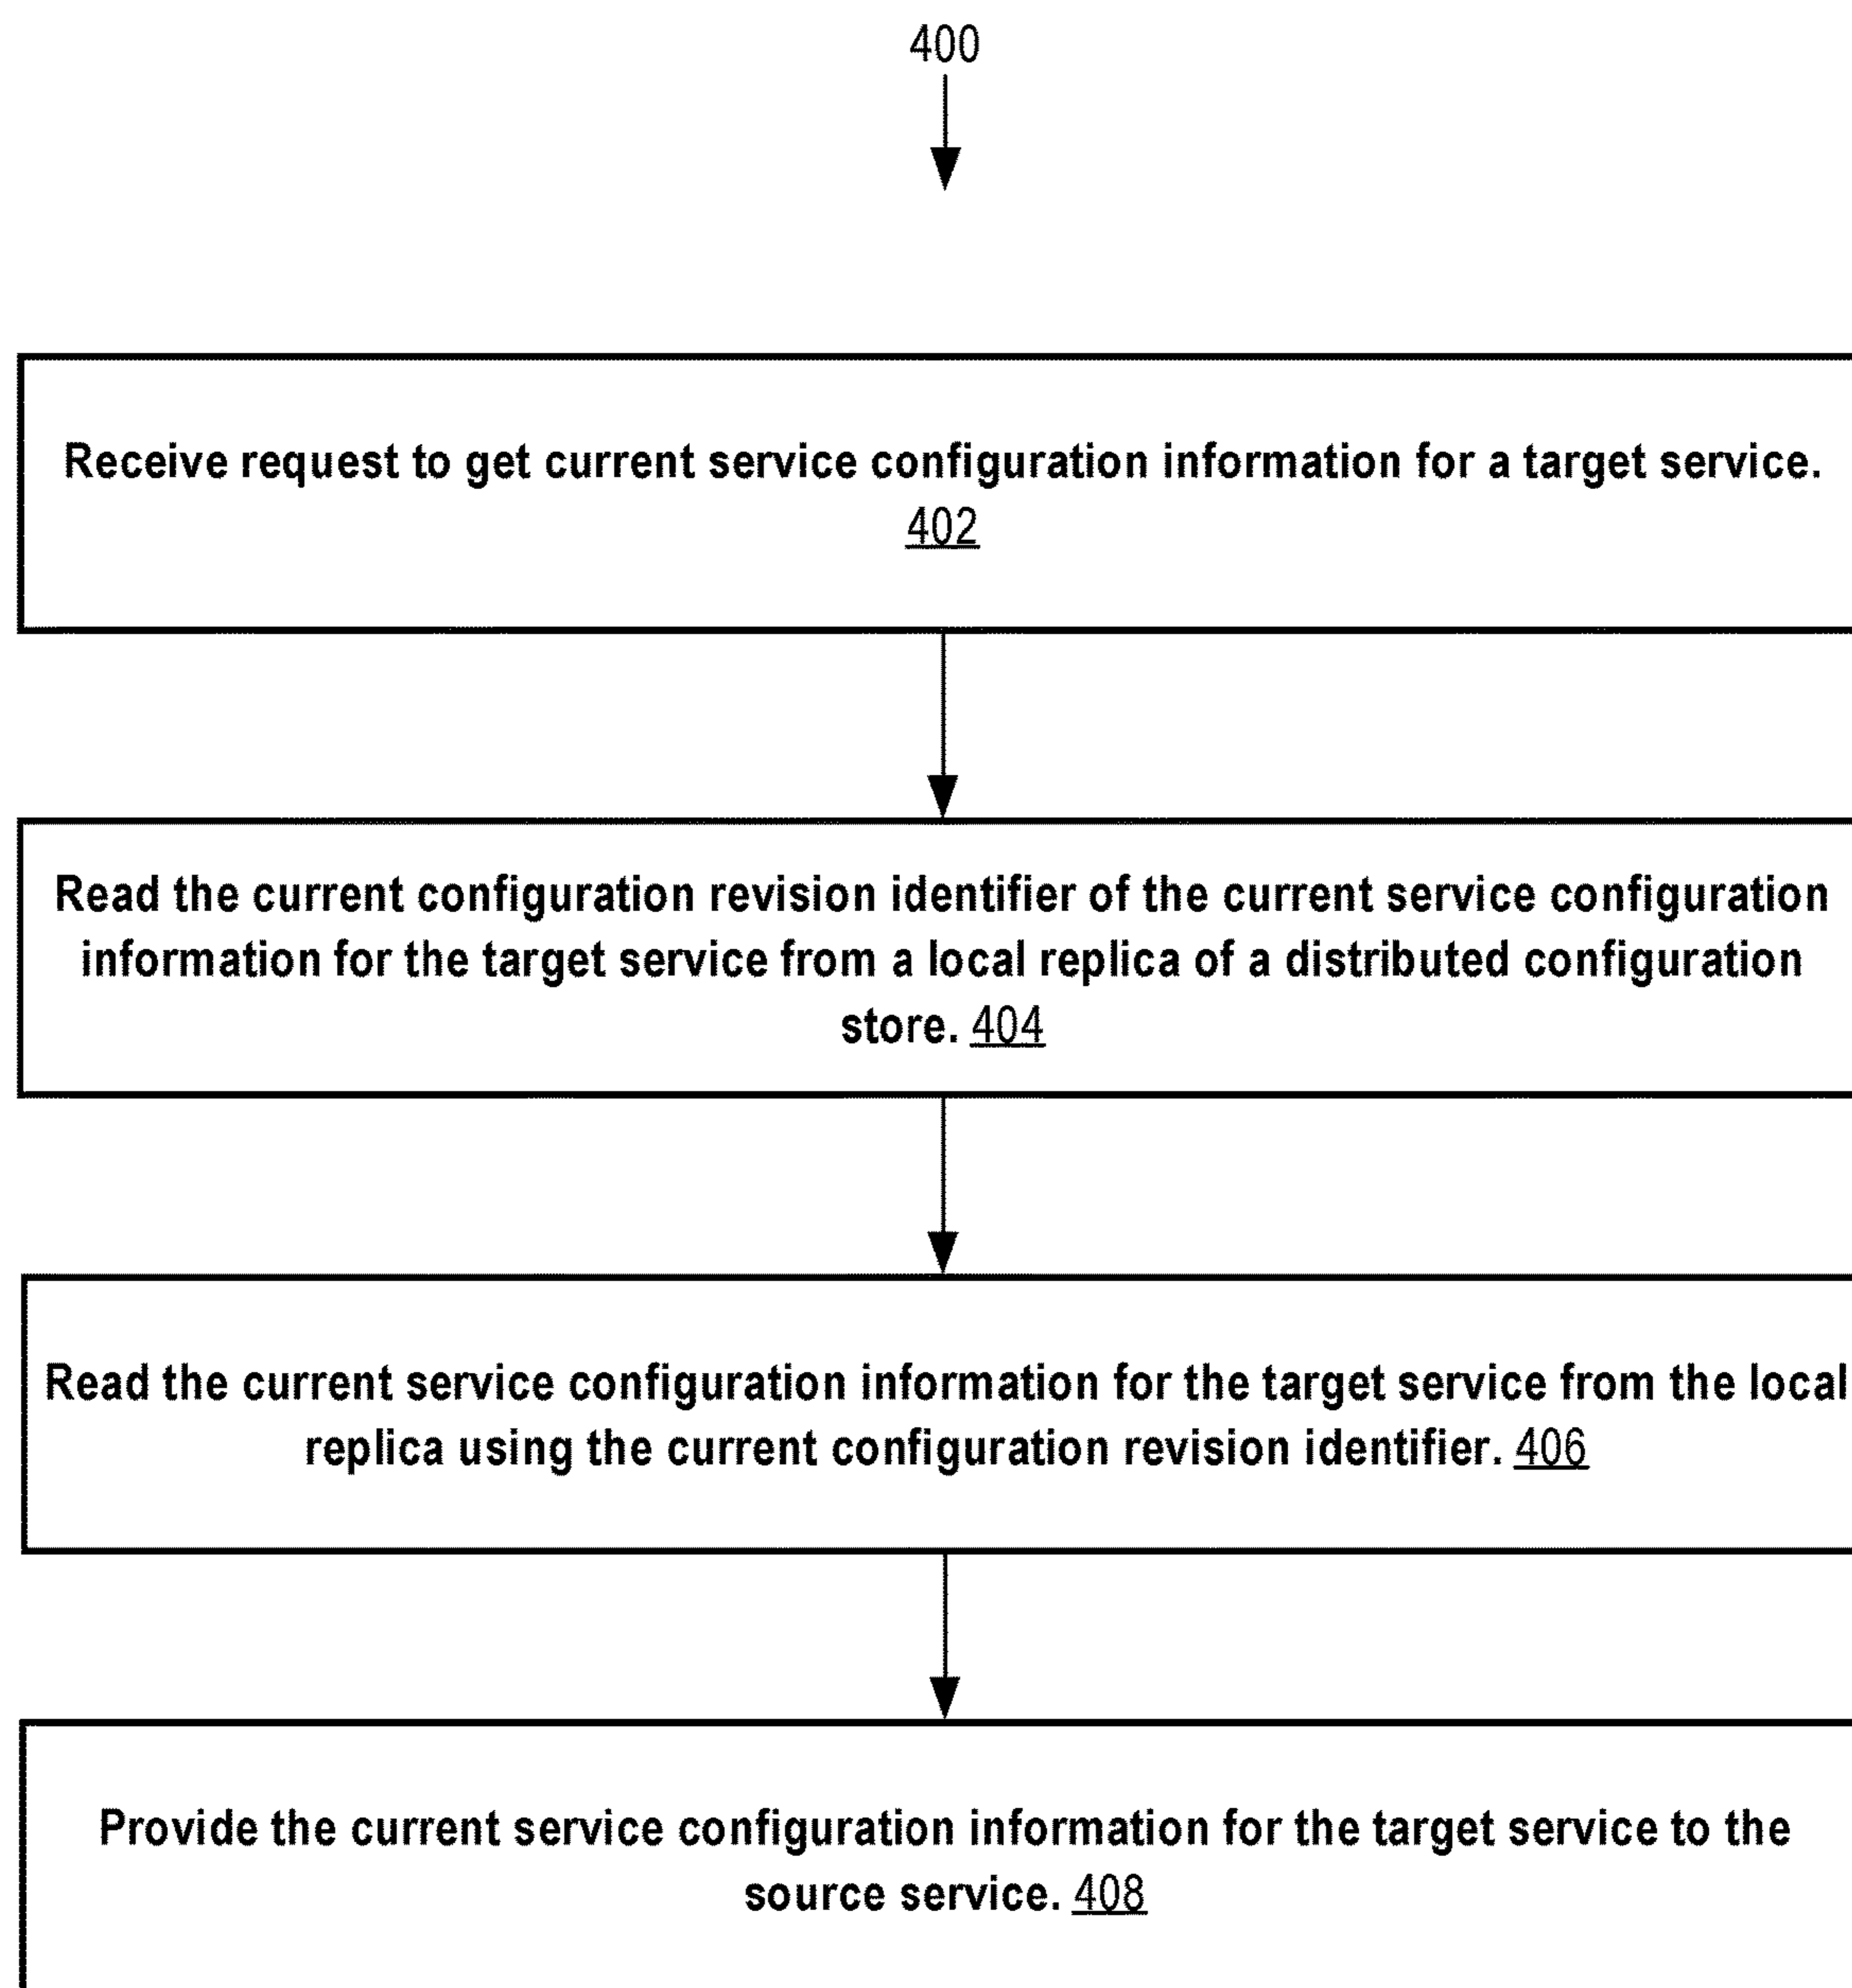 400
Receive request to get current service configuration information for a target service.
402
Read the current configuration revision identifier of the current service configuration
information for the target service from a local replica of a distributed configuration
store. 404
Read the current service configuration information for the target service from the local
replica using the current configuration revision identifier. 406
Provide the current service configuration information for the target service to the
source service. 408